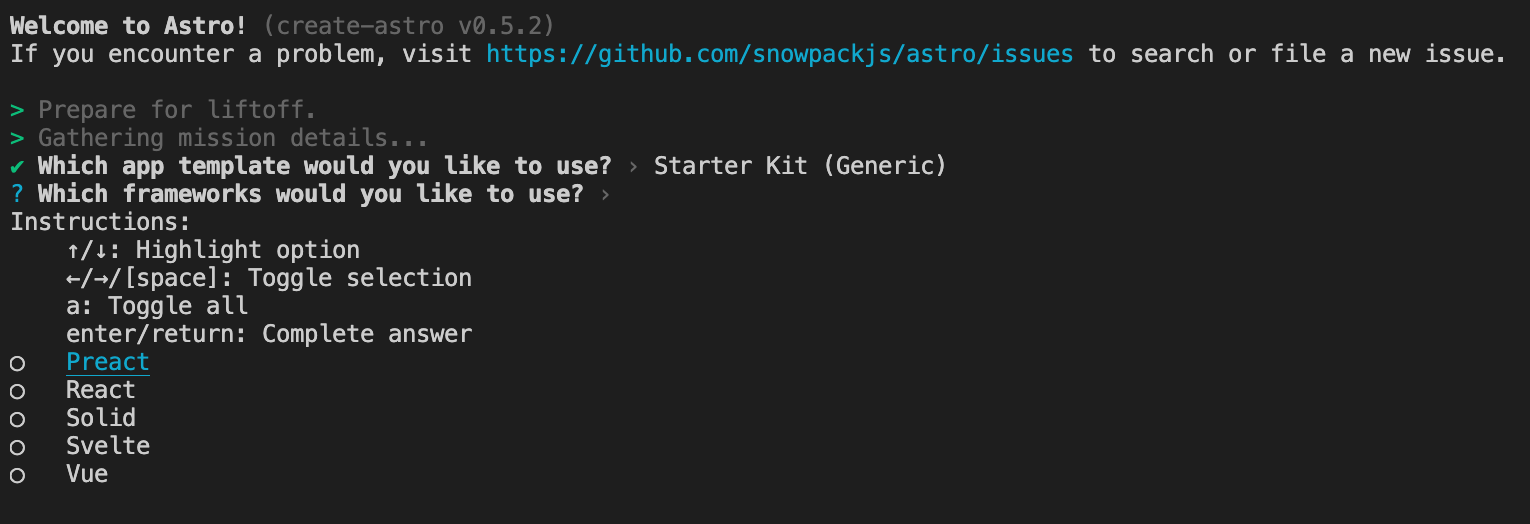 Welcome to Astro! (create-astro v0.5.2)
If you encounter a problem, visit https://github.com/snowpackjs/astro/issues to search or file a new issue.
> Prepare for liftoff.
> Gathering mission details...
✔ Which app template would you like to use? › Starter Kit (Generic)
? Which frameworks would you like to use? ›
Instructions:
↑/↓: Highlight option
←/→/[space]: Toggle selection
a: Toggle all
enter/return: Complete answer
◯ Preact
◯ React
◯ Solid
◯ Svelte
◯ Vue